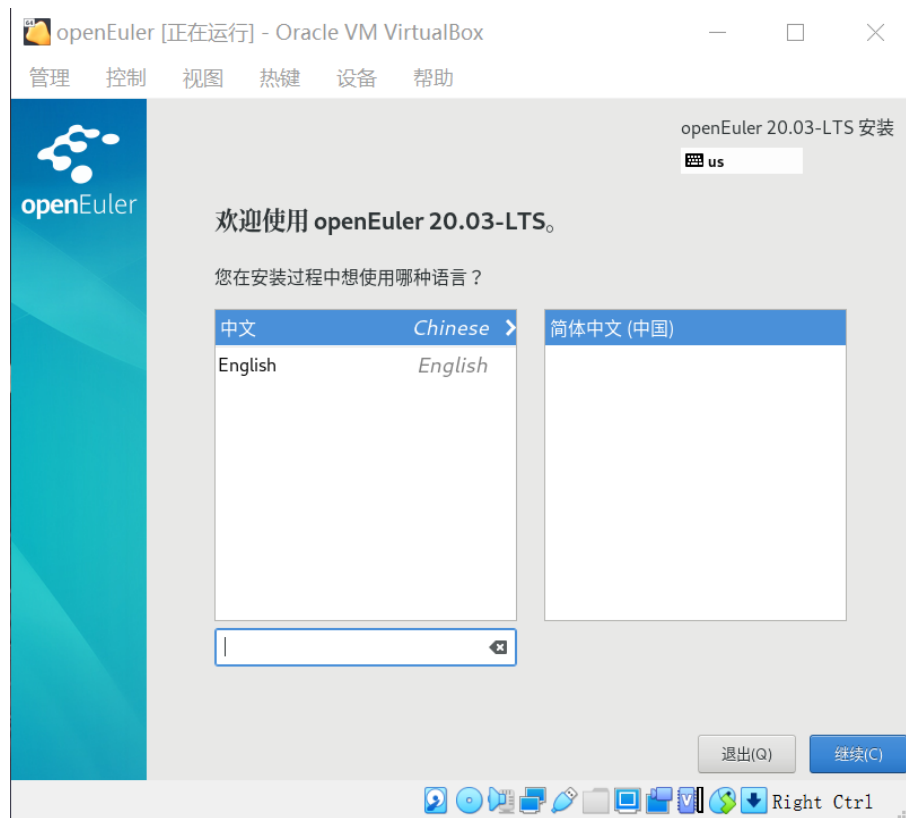 openEuler [正在运行] - Oracle VM VirtualBox
管理 控制 视图 热键 设备 帮助
openEuler
openEuler 20.03-LTS 安装
us
欢迎使用 openEuler 20.03-LTS。
您在安装过程中想使用哪种语言？
中文 Chinese
English English
简体中文 (中国)
退出(Q) 继续(C)
Right Ctrl